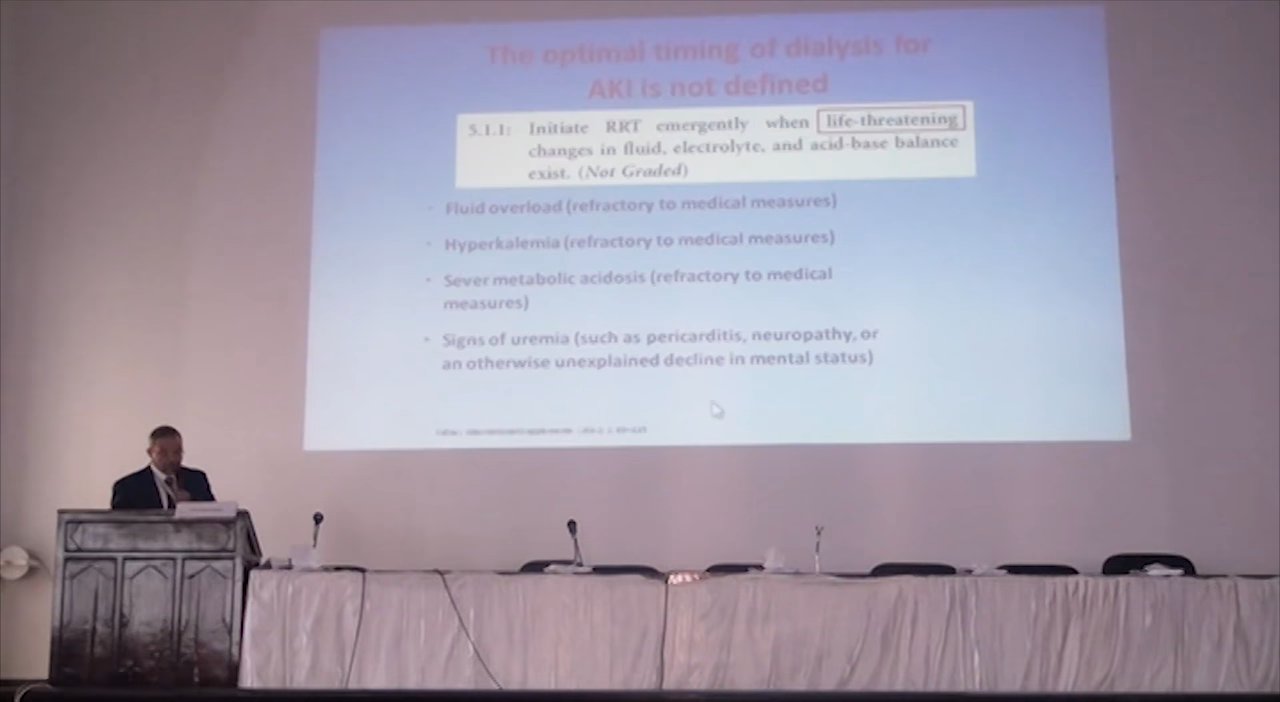 The optimal timing of dialysis for
AKI is not defined
5.1.1: Initiate RRT emergently when life-threatening
changes in fluid, electrolyte, and acid-base balance
exist. (Not Graded)
· Fluid overload (refractory to medical measures)
· Hyperkalemia (refractory to medical measures)
· Sever metabolic acidosis (refractory to medical
measures)
· Signs of uremia (such as pericarditis, neuropathy, or
an otherwise unexplained decline in mental status)